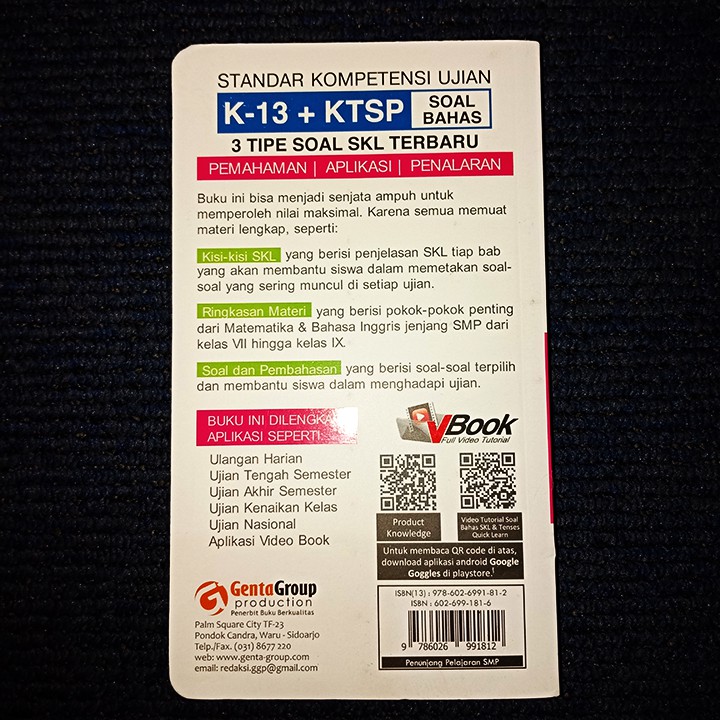 STANDAR KOMPETENSI UJIAN
K-13 + KTSP
SOAL
BAHAS
3 TIPE SOAL SKL TERBARU
PEMAHAMAN | APLIKASI | PENALARAN
Buku ini bisa menjadi senjata ampuh untuk
memperoleh nilai maksimal. Karena semua memuat
materi lengkap, seperti:
Kisi-kisi SKL yang berisi penjelasan SKL tiap bab
yang akan membantu siswa dalam memetakan soal-
soal yang sering muncul di setiap ujian.
Ringkasan Materi yang berisi pokok-pokok penting
dari Matematika & Bahasa Inggris jenjang SMP dari
kelas VII hingga kelas IX.
Soal dan Pembahasan yang berisi soal-soal terpilih
dan membantu siswa dalam menghadapi ujian.
BUKU INI DILENGKAPI
APLIKASI SEPERTI
Ulangan Harian
Ujian Tengah Semester
Ujian Akhir Semester
Ujian Kenaikan Kelas
Ujian Nasional
Aplikasi Video Book
VBook
Full Video Tutorial
Product
Knowledge
Video Tutorial Soal
Bahas SKL & Tenses
Quick Learn
Untuk membaca QR code di atas,
download aplikasi android Google
Goggles di playstore.!
GentaGroup
production
Penerbit Buku Berkualitas
Palm Square City TF-23
Pondok Candra, Waru - Sidoarjo
Telp./Fax. (031) 8677 220
web: www.genta-group.com
email: redaksi.ggp@gmail.com
ISBN(13) : 978-602-6991-81-2
ISBN : 602-699-181-6
9 786026 991812
Penunjang Pelajaran SMP